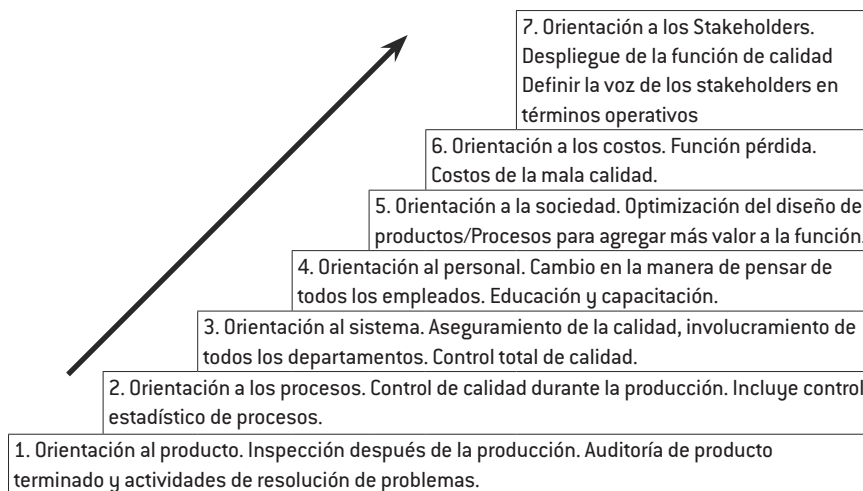 7. Orientación a los Stakeholders.
Despliegue de la función de calidad
Definir la voz de los stakeholders en
términos operativos
6. Orientación a los costos. Función pérdida.
Costos de la mala calidad.
5. Orientación a la sociedad. Optimización del diseño de
productos/Procesos para agregar más valor a la función.
4. Orientación al personal. Cambio en la manera de pensar de
todos los empleados. Educación y capacitación.
3. Orientación al sistema. Aseguramiento de la calidad, involucramiento de
todos los departamentos. Control total de calidad.
2. Orientación a los procesos. Control de calidad durante la producción. Incluye control
estadístico de procesos.
1. Orientación al producto. Inspección después de la producción. Auditoría de producto
terminado y actividades de resolución de problemas.